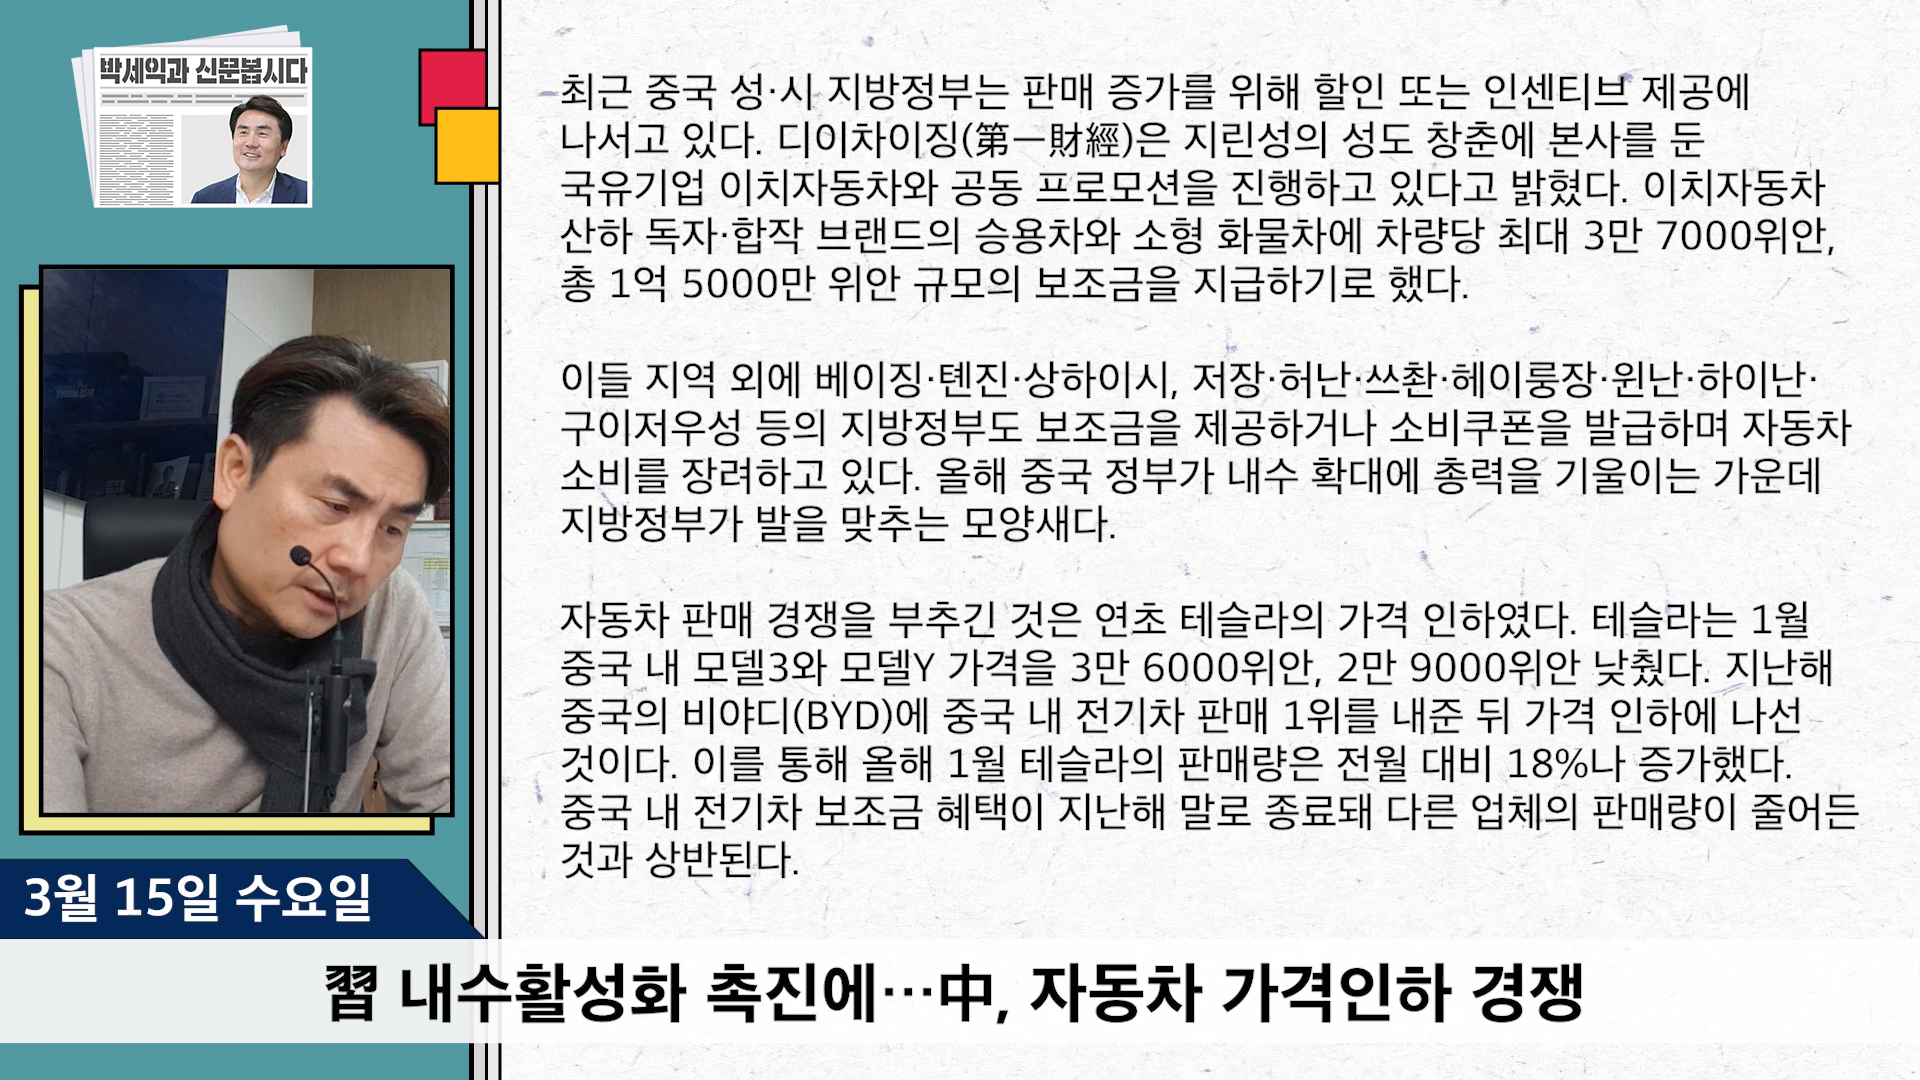 박세익과 신문봅시다
최근 중국 성·시 지방정부는 판매 증가를 위해 할인 또는 인센티브 제공에
나서고 있다. 디이차이징(第一財經)은 지린성의 성도 창춘에 본사를 둔
국유기업 이치자동차와 공동 프로모션을 진행하고 있다고 밝혔다. 이치자동차
산하 독자·합작 브랜드의 승용차와 소형 화물차에 차량당 최대 3만 7000위안,
총 1억 5000만 위안 규모의 보조금을 지급하기로 했다.
이들 지역 외에 베이징·톈진·상하이시, 저장·허난·쓰촨·헤이룽장·윈난·하이난·
구이저우성 등의 지방정부도 보조금을 제공하거나 소비쿠폰을 발급하며 자동차
소비를 장려하고 있다. 올해 중국 정부가 내수 확대에 총력을 기울이는 가운데
지방정부가 발을 맞추는 모양새다.
자동차 판매 경쟁을 부추긴 것은 연초 테슬라의 가격 인하였다. 테슬라는 1월
중국 내 모델3와 모델Y 가격을 3만 6000위안, 2만 9000위안 낮췄다. 지난해
중국의 비야디(BYD)에 중국 내 전기차 판매 1위를 내준 뒤 가격 인하에 나선
것이다. 이를 통해 올해 1월 테슬라의 판매량은 전월 대비 18%나 증가했다.
중국 내 전기차 보조금 혜택이 지난해 말로 종료돼 다른 업체의 판매량이 줄어든
것과 상반된다.
3월 15일 수요일
習 내수활성화 촉진에…中, 자동차 가격인하 경쟁